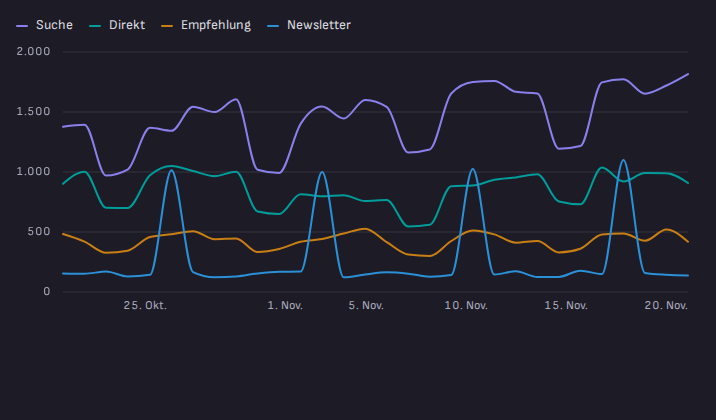 Suche Direkt Empfehlung Newsletter
2.000
1.500
1.000
500
0
25. Okt. 1. Nov. 5. Nov. 10. Nov. 15. Nov. 20. Nov.